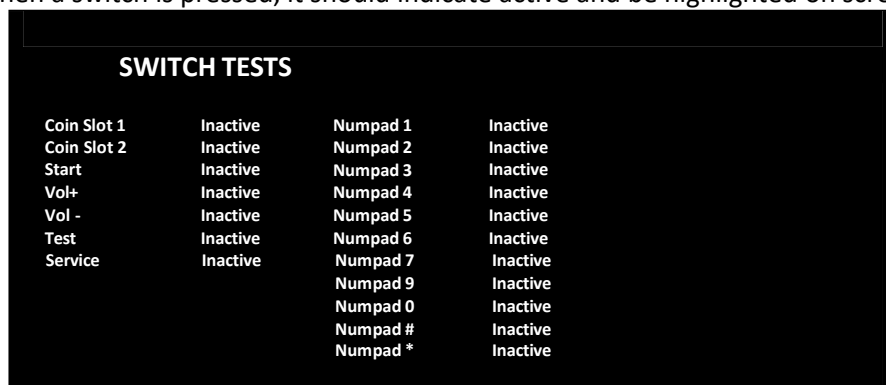 hen a switch is pressed, it should indicate active and be highlighted on scre
SWITCH TESTS
Coin Slot 1 Inactive Numpad 1 Inactive
Coin Slot 2 Inactive Numpad 2 Inactive
Start Inactive Numpad 3 Inactive
Vol+ Inactive Numpad 4 Inactive
Vol - Inactive Numpad 5 Inactive
Test Inactive Numpad 6 Inactive
Service Inactive Numpad 7 Inactive
Numpad 9 Inactive
Numpad 0 Inactive
Numpad # Inactive
Numpad * Inactive